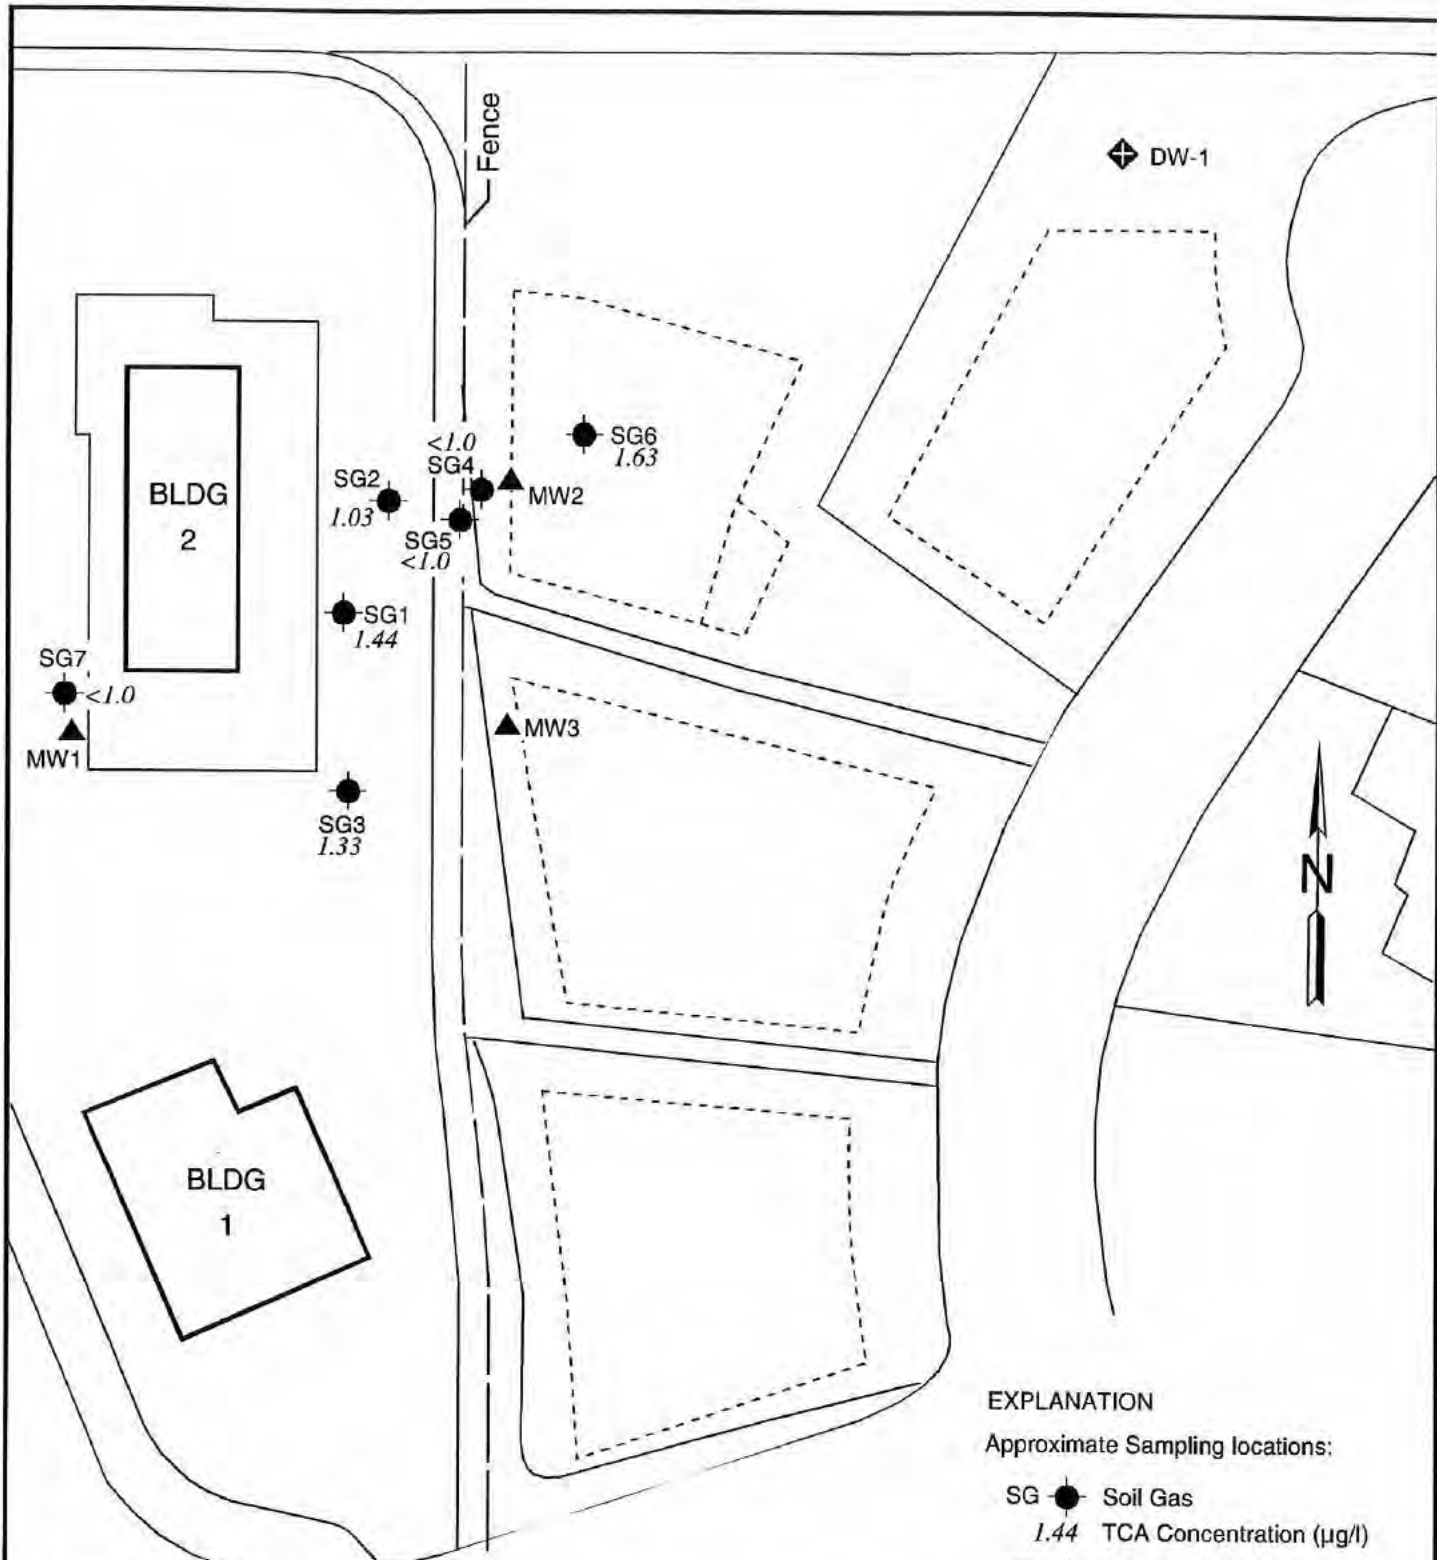 Fence
DW-1
<1.0
SG4
SG6
1.63
SG2
1.03
MW2
BLDG
2
SG5
<1.0
SG1
1.44
SG7
<1.0
MW1
MW3
SG3
1.33
N
BLDG
1
EXPLANATION
Approximate Sampling locations:
SG Soil Gas
1.44 TCA Concentration (µg/l)